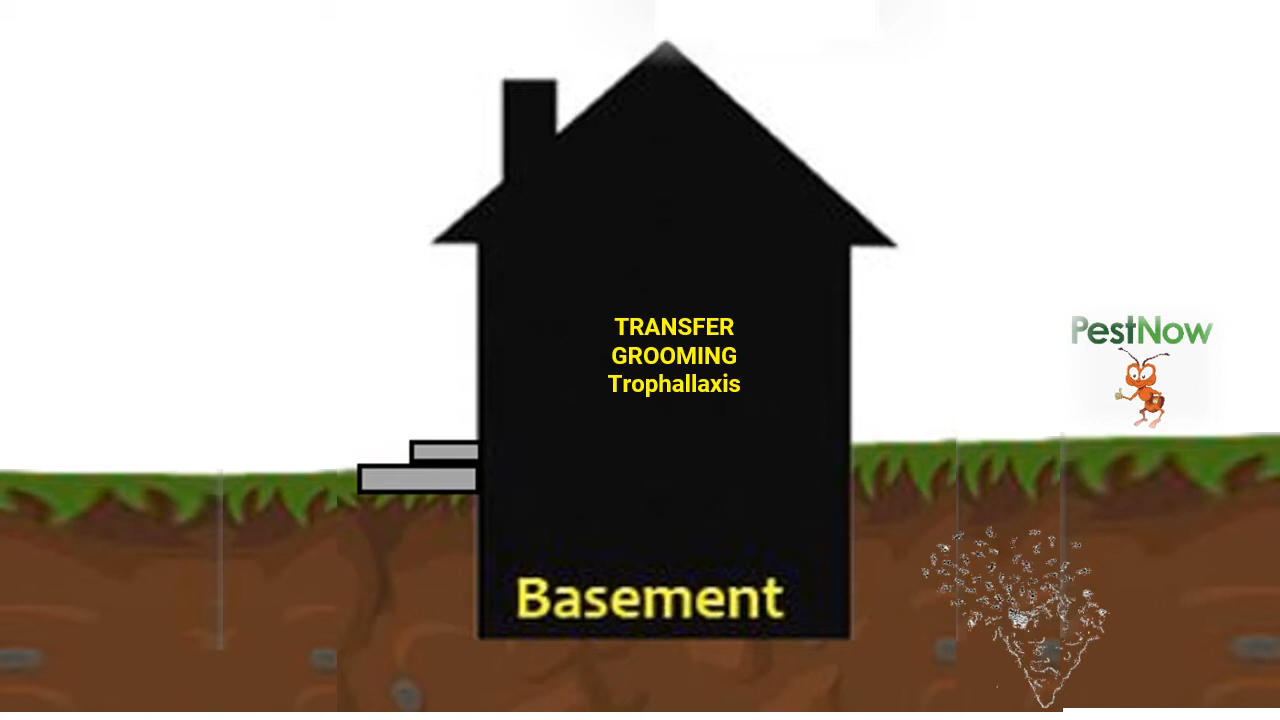 TRANSFER
GROOMING
Trophallaxis
PestNow
Basement